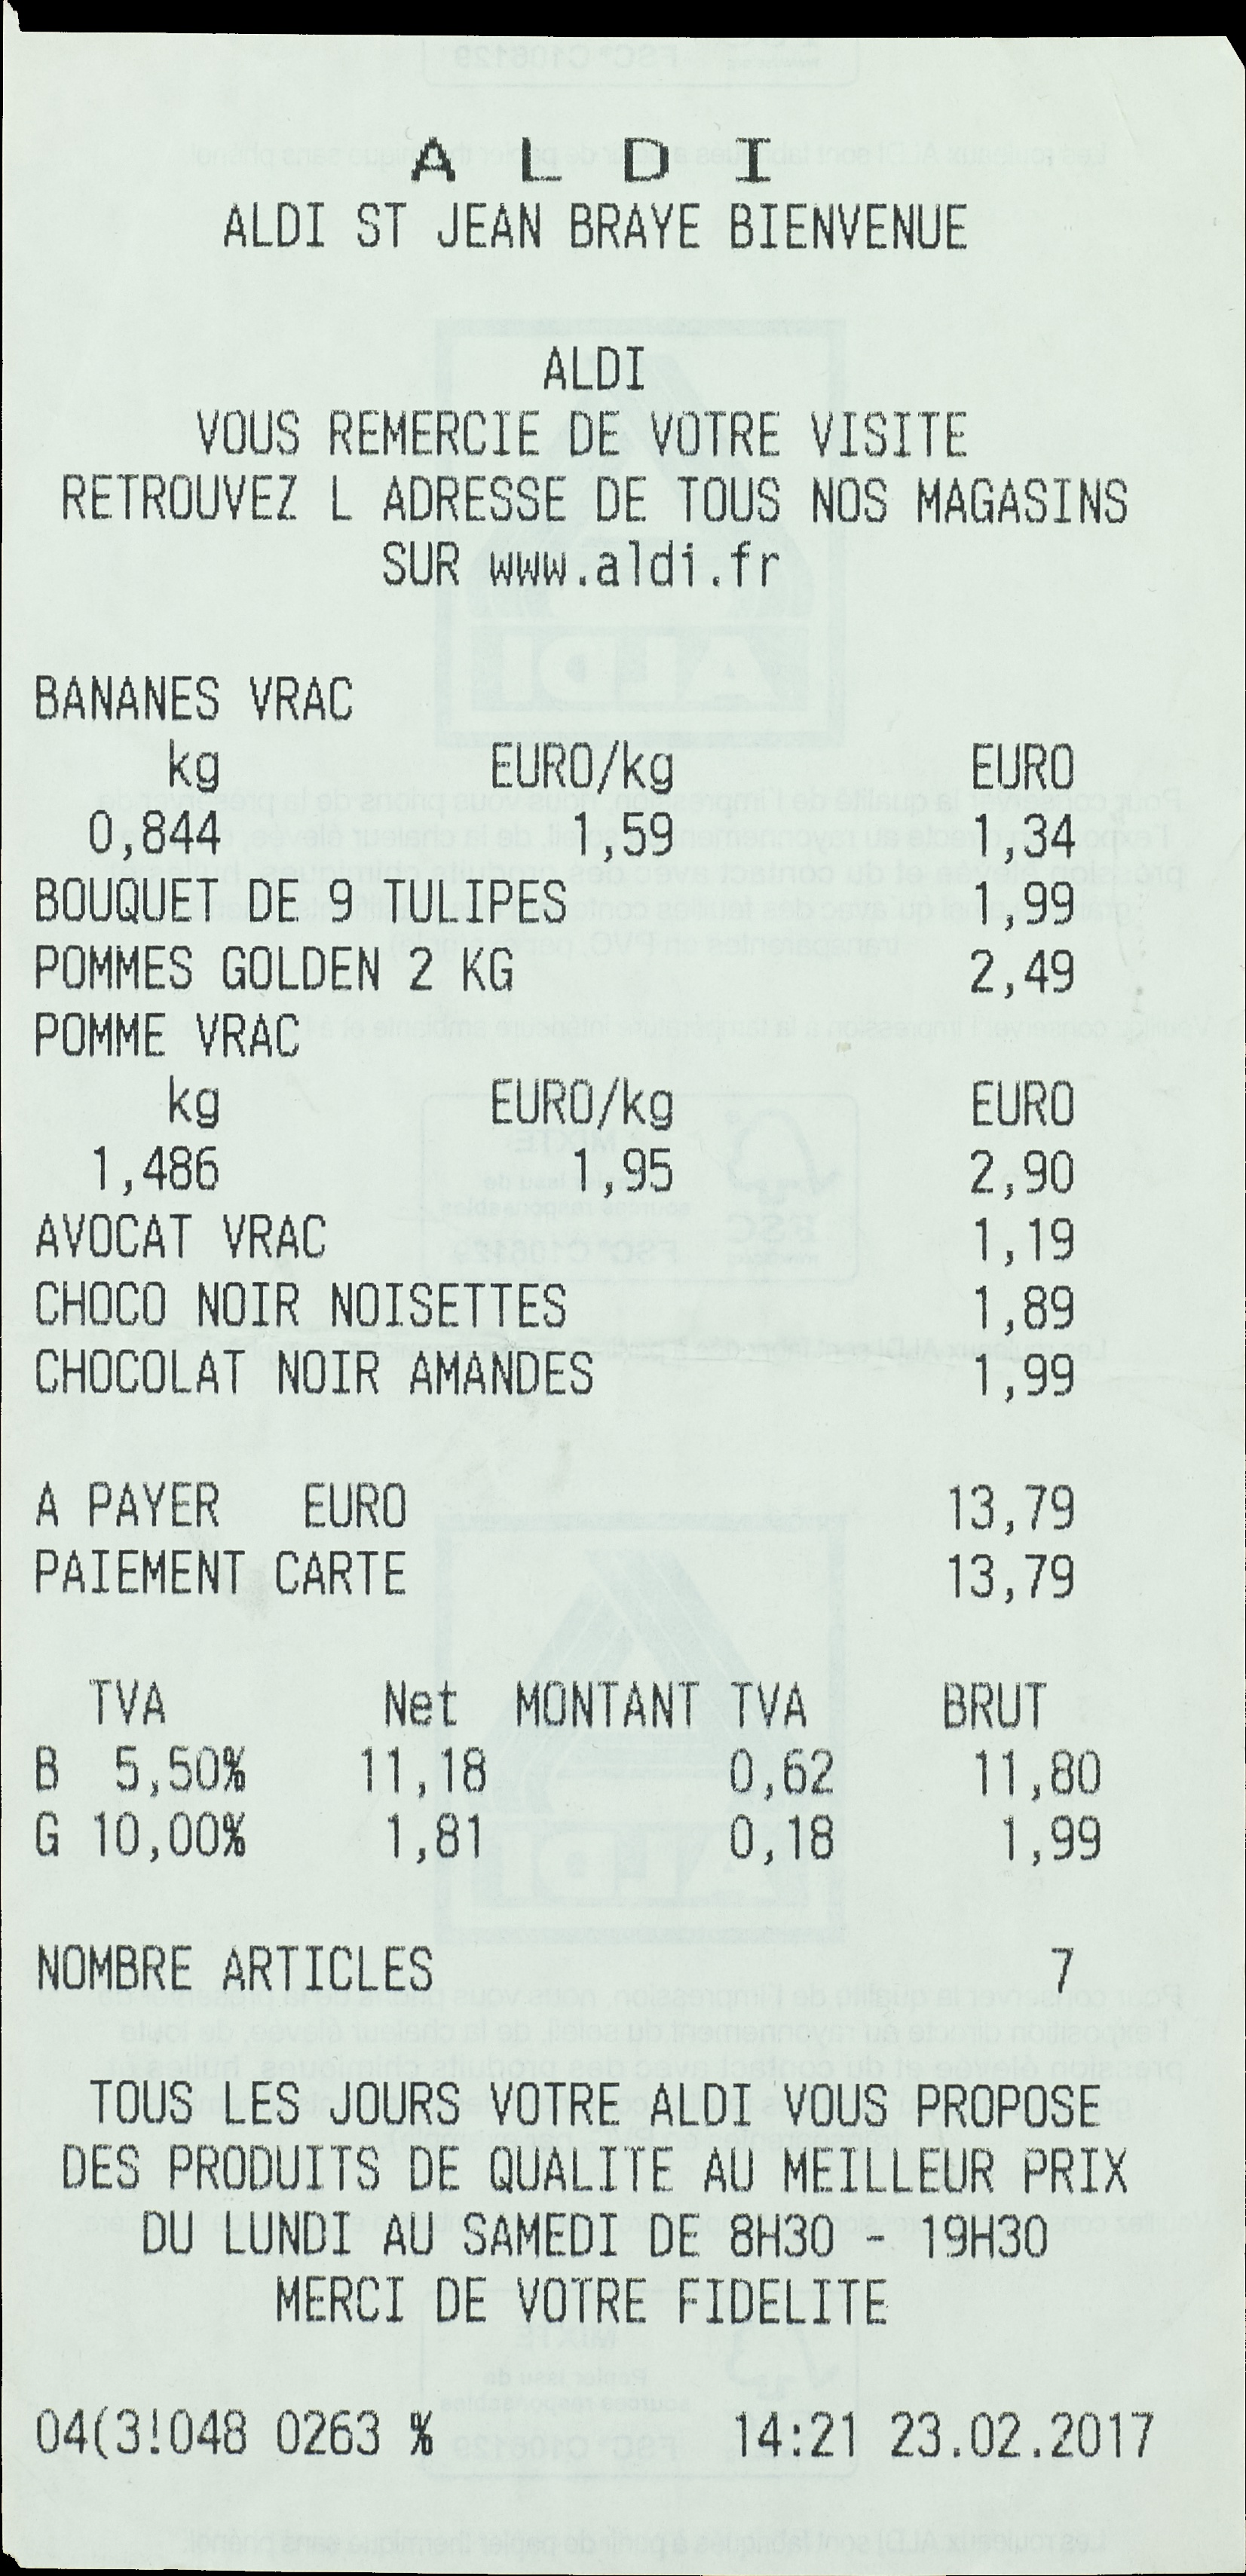 A L D I
ALDI ST JEAN BRAYE BIENVENUE
ALDI
VOUS REMERCIE DE VOTRE VISITE
RETROUVEZ L ADRESSE DE TOUS NOS MAGASINS
SUR www.aldi.fr
BANANES VRAC
kg EURO/kg EURO
0,844 1,59 1,34
BOUQUET DE 9 TULIPES 1,99
POMMES GOLDEN 2 KG 2,49
POMME VRAC
kg EURO/kg EURO
1,486 1,95 2,90
AVOCAT VRAC 1,19
CHOCO NOIR NOISETTES 1,89
CHOCOLAT NOIR AMANDES 1,99
A PAYER EURO 13,79
PAIEMENT CARTE 13,79
TVA Net MONTANT TVA BRUT
B 5,50% 11,18 0,62 11,80
G 10,00% 1,81 0,18 1,99
NOMBRE ARTICLES 7
TOUS LES JOURS VOTRE ALDI VOUS PROPOSE
DES PRODUITS DE QUALITE AU MEILLEUR PRIX
DU LUNDI AU SAMEDI DE 8H30 - 19H30
MERCI DE VOTRE FIDELITE
04(3!048 0263 % 14:21 23.02.2017